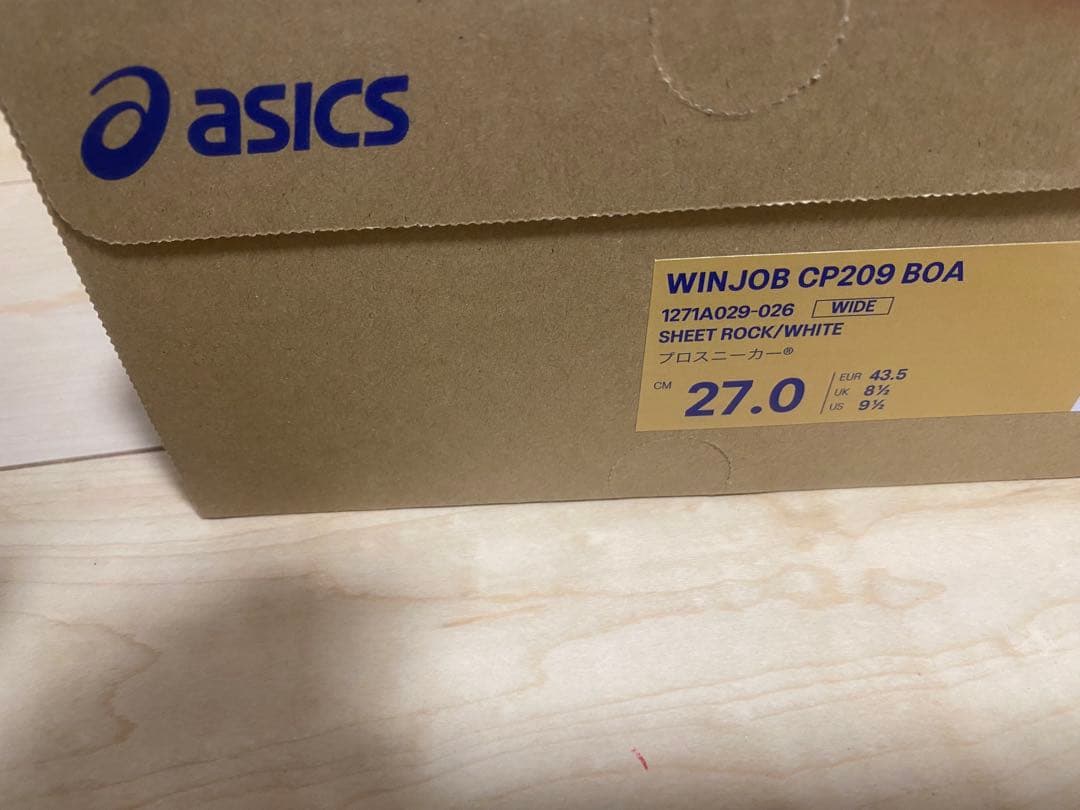 asics
WINJOB CP209 BOA
1271A029-026 WIDE
SHEET ROCK/WHITE
プロスニーカー®
CM 27.0
EUR 43.5
UK 8½
US 9½